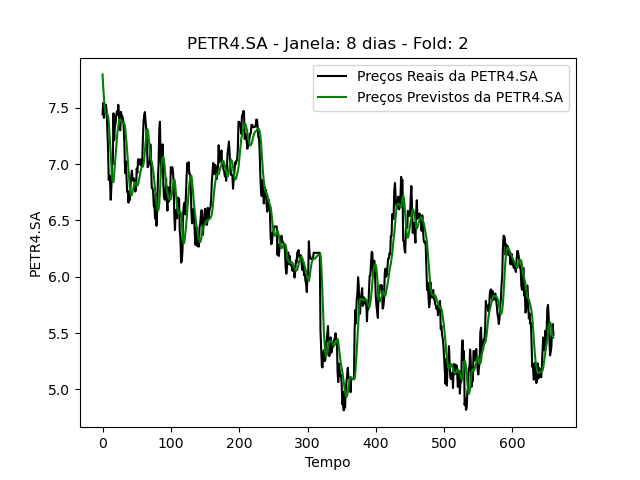 PETR4.SA - Janela: 8 dias - Fold: 2
Preços Reais da PETR4.SA
Preços Previstos da PETR4.SA
7.5
7.0
6.5
6.0
5.5
5.0
PETR4.SA
0 100 200 300 400 500 600
Tempo